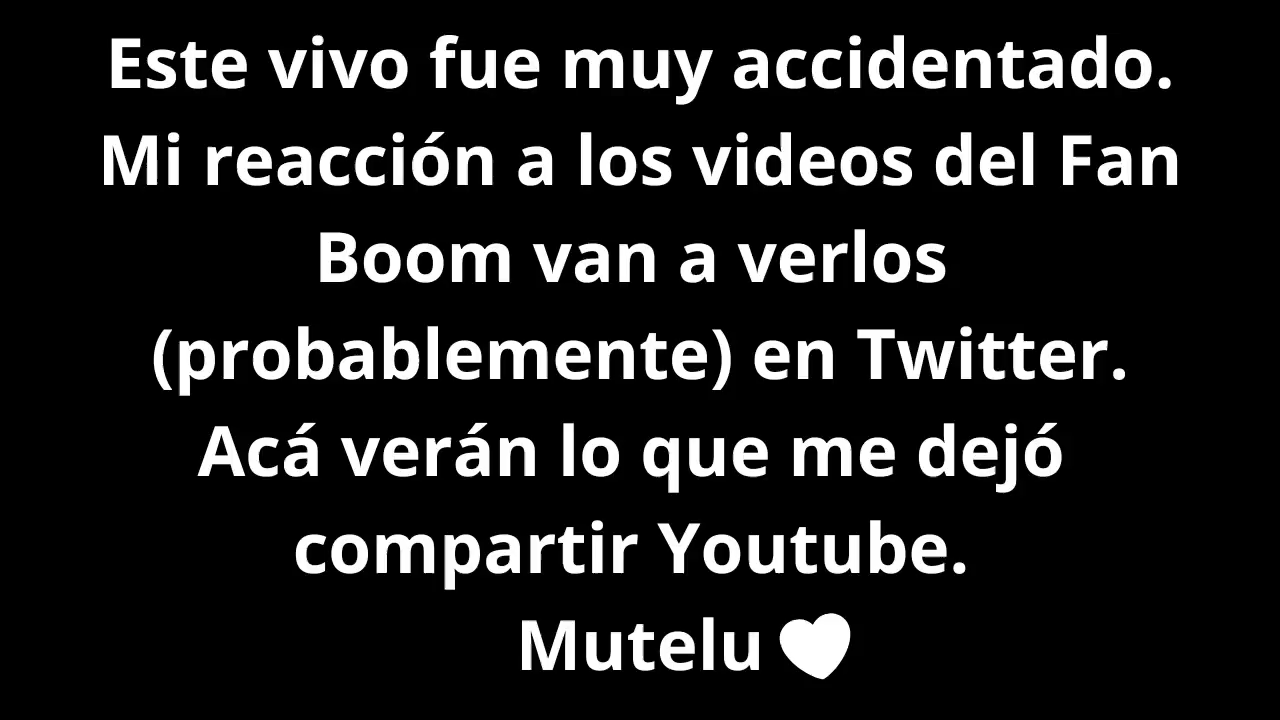 Este vivo fue muy accidentado.
Mi reacción a los videos del Fan
Boom van a verlos
(probablemente) en Twitter.
Acá verán lo que me dejó
compartir Youtube.
Mutelu 🤍